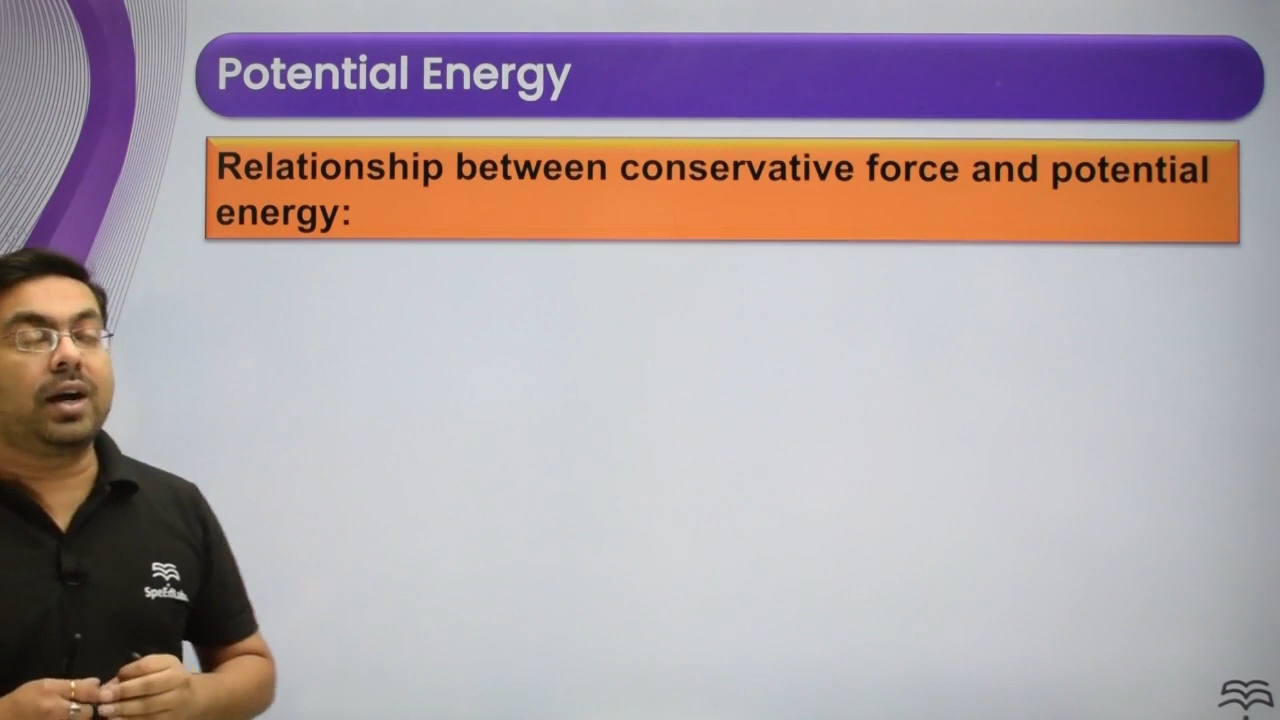 Potential Energy
Relationship between conservative force and potential
energy: